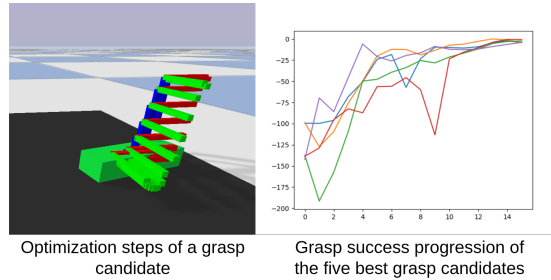 0
−25
−50
−75
−100
−125
−150
−175
−200
0 2 4 6 8 10 12 14
Optimization steps of a grasp
candidate
Grasp success progression of
the five best grasp candidates